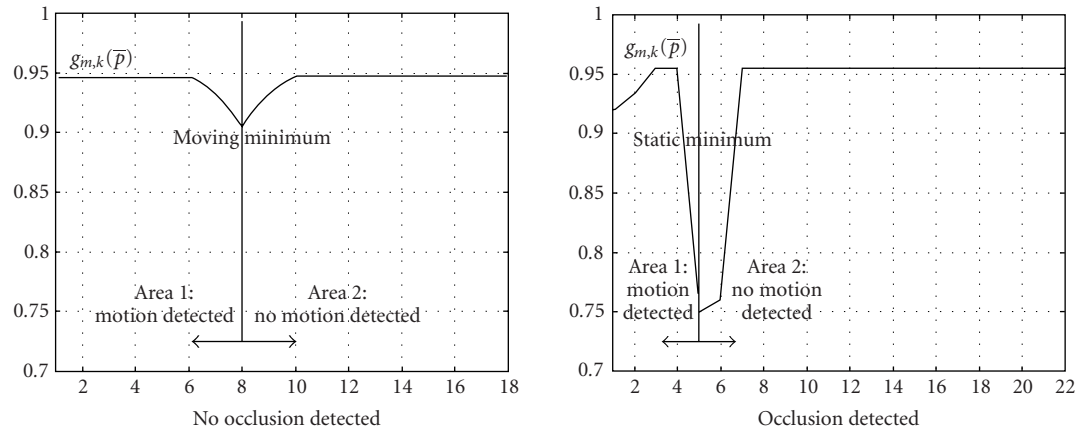 1
0.95
0.9
0.85
0.8
0.75
0.7
g_{m,k}(\overline{p})
Moving minimum
Area 1:
motion detected
Area 2:
no motion detected
2 4 6 8 10 12 14 16 18
No occlusion detected
1
0.95
0.9
0.85
0.8
0.75
0.7
g_{m,k}(\overline{p})
Static minimum
Area 1:
motion
detected
Area 2:
no motion
detected
2 4 6 8 10 12 14 16 18 20 22
Occlusion detected